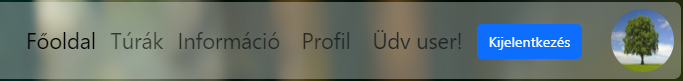 Főoldal Túrák Információ Profil Üdv user! Kijelentkezés